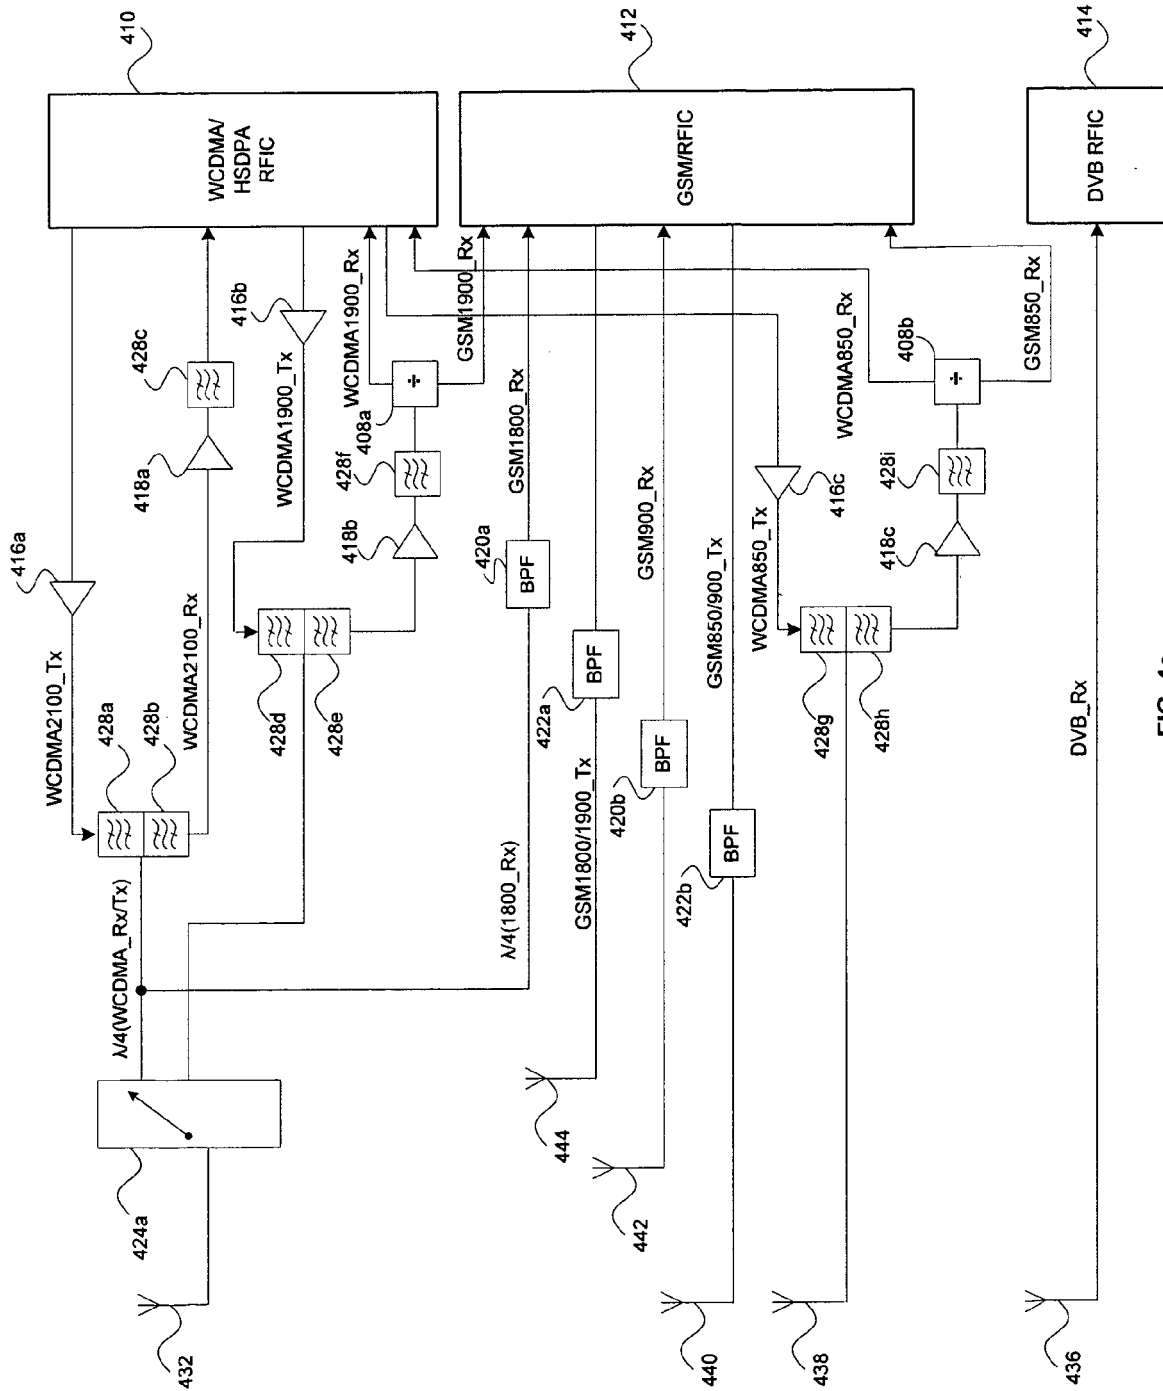 410
412
414
WCDMA/
HSDPA
RFIC
GSM/RFIC
DVB RFIC
416a
WCDMA2100_Tx
428a
428b
WCDMA2100_Rx
418a
428c
416b
WCDMA1900_Tx
428d
428e
418b
428f
408a
÷
WCDMA1900_Rx
GSM1900_Rx
λ/4(WCDMA_Rx/Tx)
λ/4(1800_Rx)
420a
BPF
GSM1800_Rx
422a
BPF
GSM1800/1900_Tx
420b
BPF
GSM900_Rx
422b
BPF
GSM850/900_Tx
416c
WCDMA850_Tx
428g
428h
418c
428i
408b
÷
WCDMA850_Rx
GSM850_Rx
DVB_Rx
424a
432
444
442
440
438
436